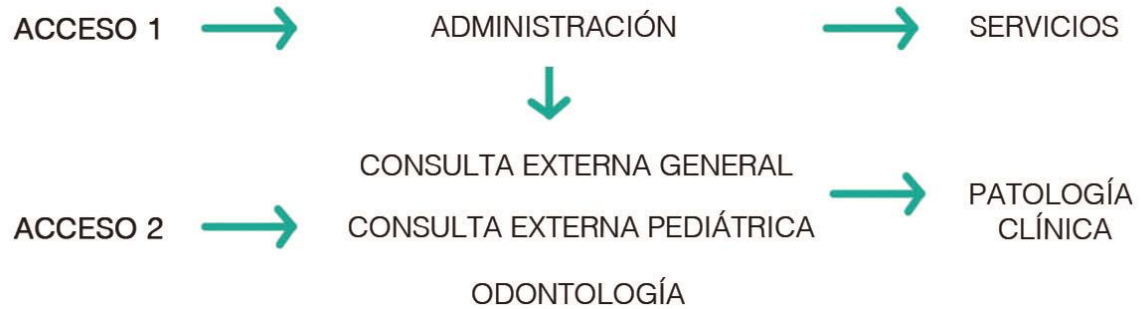 ACCESO 1
ADMINISTRACIÓN
SERVICIOS
CONSULTA EXTERNA GENERAL
ACCESO 2
CONSULTA EXTERNA PEDIÁTRICA
ODONTOLOGÍA
PATOLOGÍA
CLÍNICA